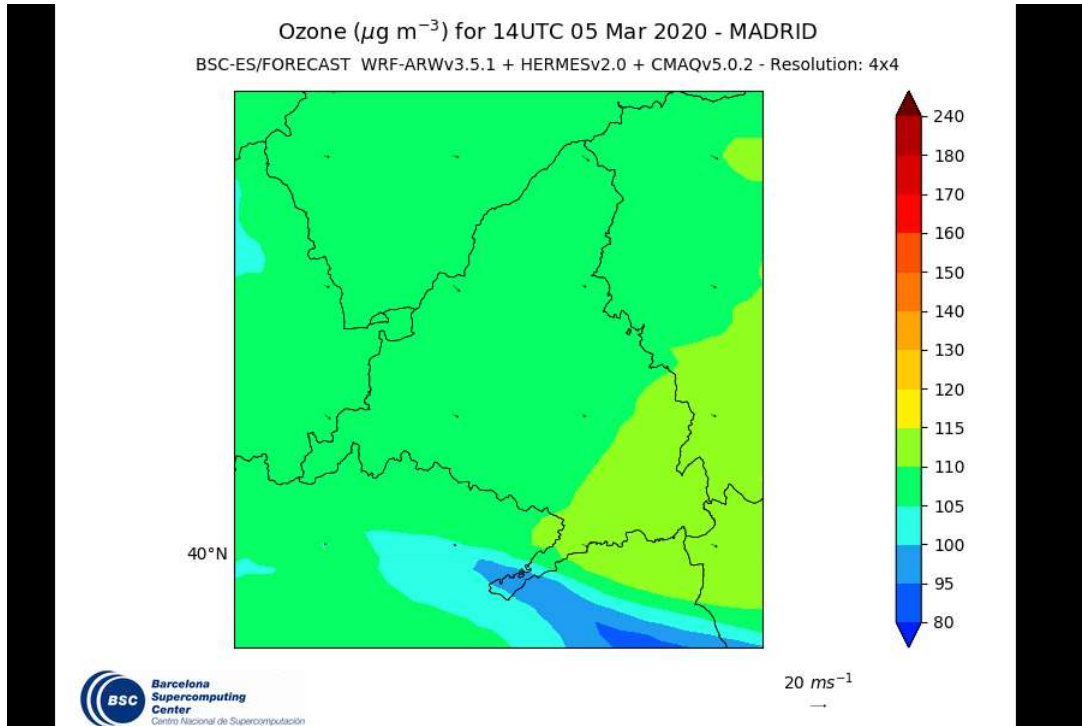 Ozone (μg m⁻³) for 14UTC 05 Mar 2020 - MADRID
BSC-ES/FORECAST WRF-ARWv3.5.1 + HERMESv2.0 + CMAQv5.0.2 - Resolution: 4x4
240
180
170
160
150
140
130
120
115
110
105
100
95
80
40°N
20 ms⁻¹
BSC
Barcelona
Supercomputing
Center
Centro Nacional de Supercomputación